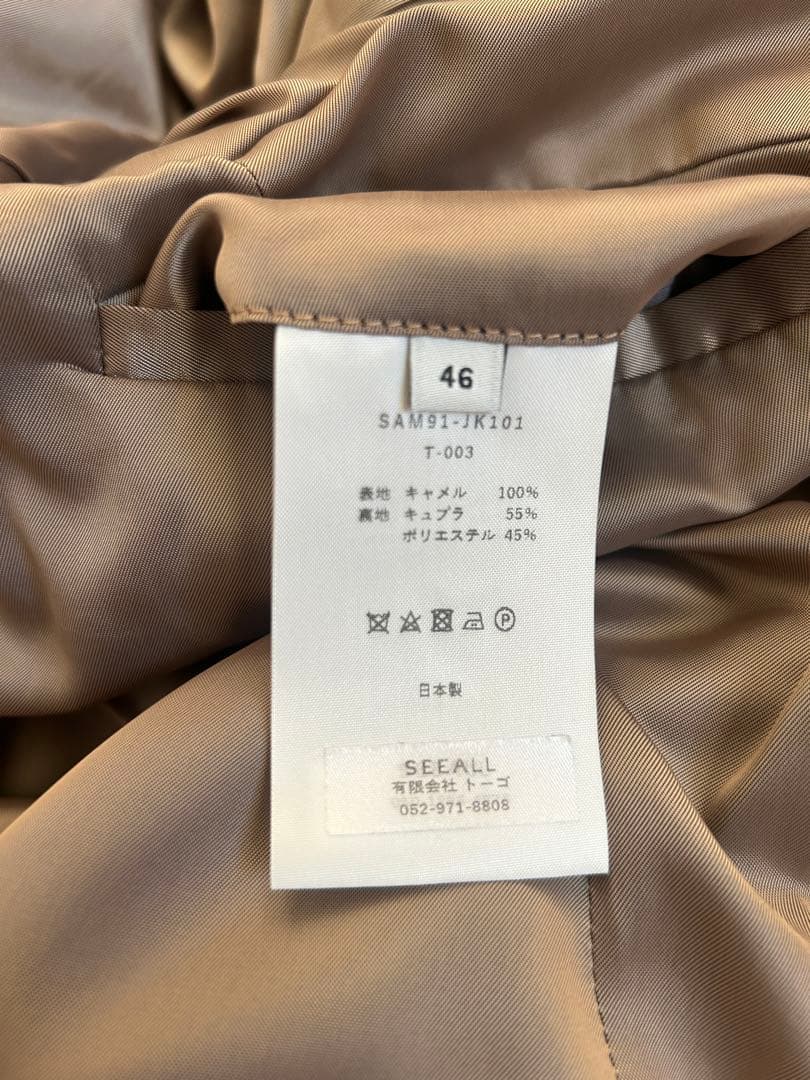 46
SAM91-JK101
T-003
表地 キャメル 100%
裏地 キュプラ 55%
ポリエステル 45%
P
日本製
SEEALL
有限会社 トーゴ
052-971-8808